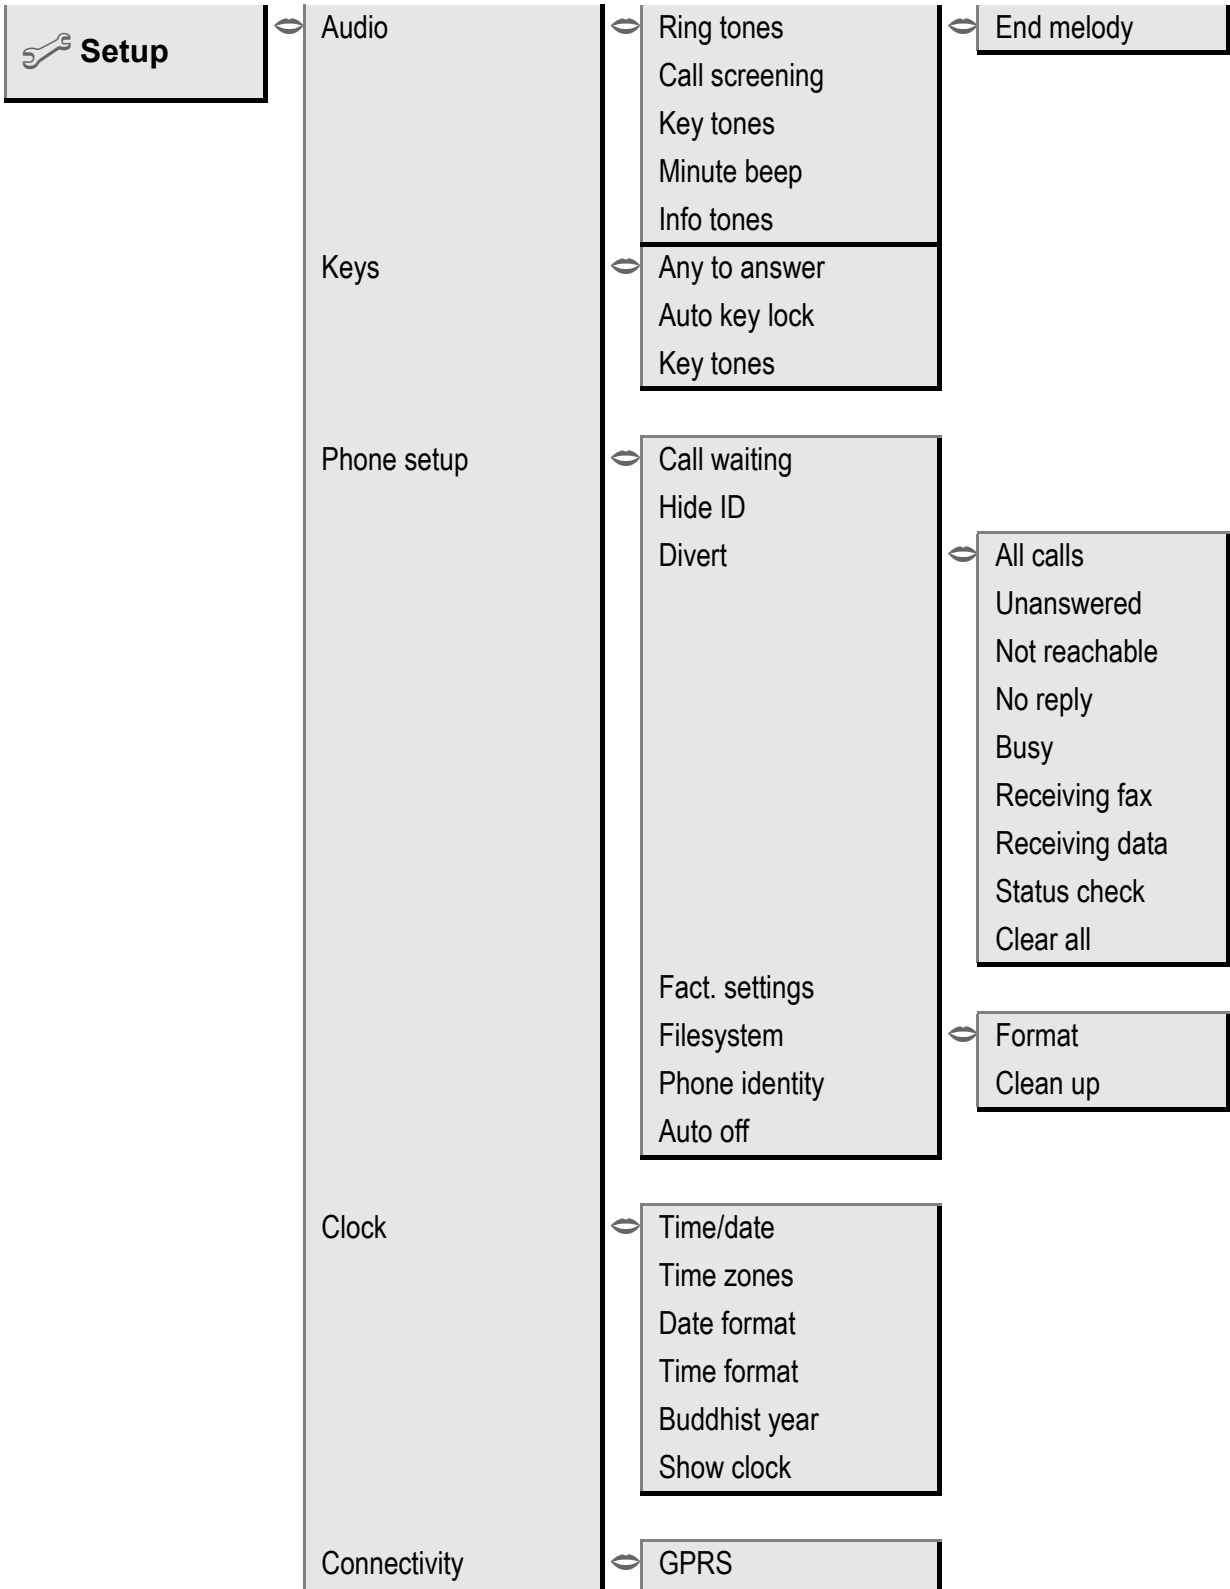 Setup
Audio
Ring tones
End melody
Call screening
Key tones
Minute beep
Info tones
Keys
Any to answer
Auto key lock
Key tones
Phone setup
Call waiting
Hide ID
Divert
All calls
Unanswered
Not reachable
No reply
Busy
Receiving fax
Receiving data
Status check
Clear all
Fact. settings
Filesystem
Format
Clean up
Phone identity
Auto off
Clock
Time/date
Time zones
Date format
Time format
Buddhist year
Show clock
Connectivity
GPRS